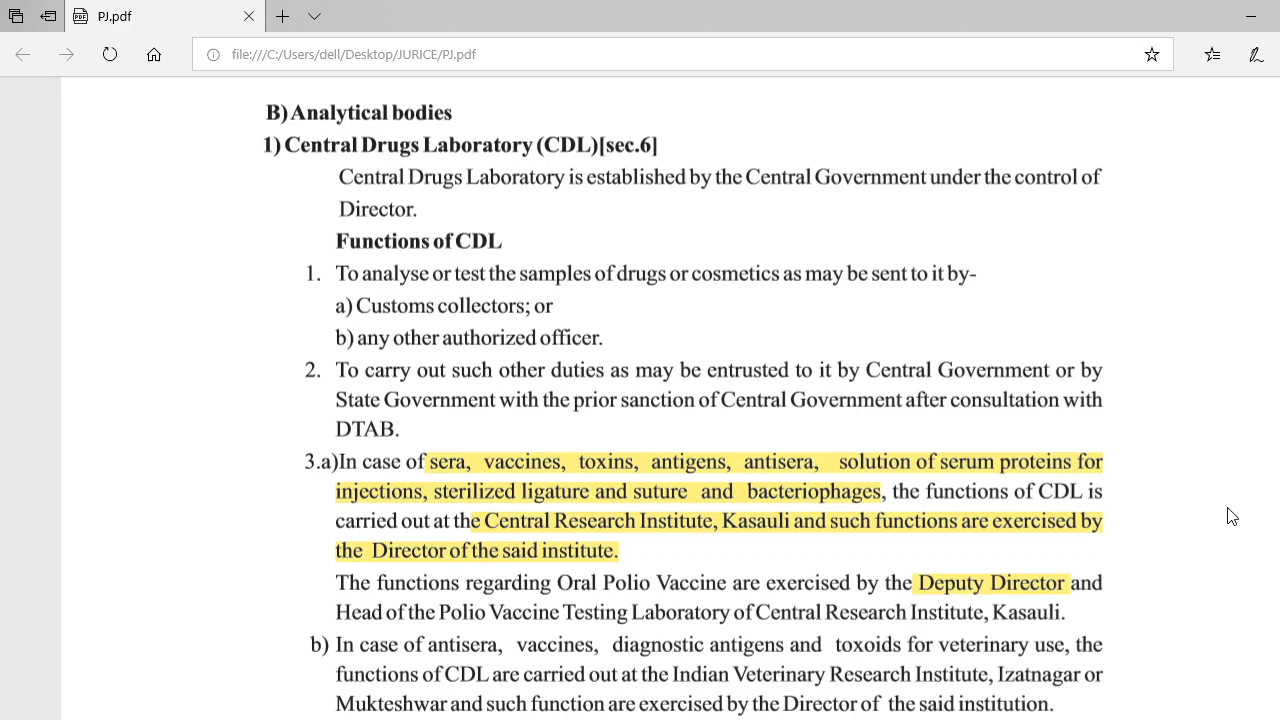 PJ.pdf
file:///C:/Users/dell/Desktop/JURICE/PJ.pdf
B) Analytical bodies
1) Central Drugs Laboratory (CDL)[sec.6]
Central Drugs Laboratory is established by the Central Government under the control of
Director.
Functions of CDL
1. To analyse or test the samples of drugs or cosmetics as may be sent to it by-
a) Customs collectors; or
b) any other authorized officer.
2. To carry out such other duties as may be entrusted to it by Central Government or by
State Government with the prior sanction of Central Government after consultation with
DTAB.
3.a)In case of sera, vaccines, toxins, antigens, antisera, solution of serum proteins for
injections, sterilized ligature and suture and bacteriophages, the functions of CDL is
carried out at the Central Research Institute, Kasauli and such functions are exercised by
the Director of the said institute.
The functions regarding Oral Polio Vaccine are exercised by the Deputy Director and
Head of the Polio Vaccine Testing Laboratory of Central Research Institute, Kasauli.
b) In case of antisera, vaccines, diagnostic antigens and toxoids for veterinary use, the
functions of CDL are carried out at the Indian Veterinary Research Institute, Izatnagar or
Mukteshwar and such function are exercised by the Director of the said institution.